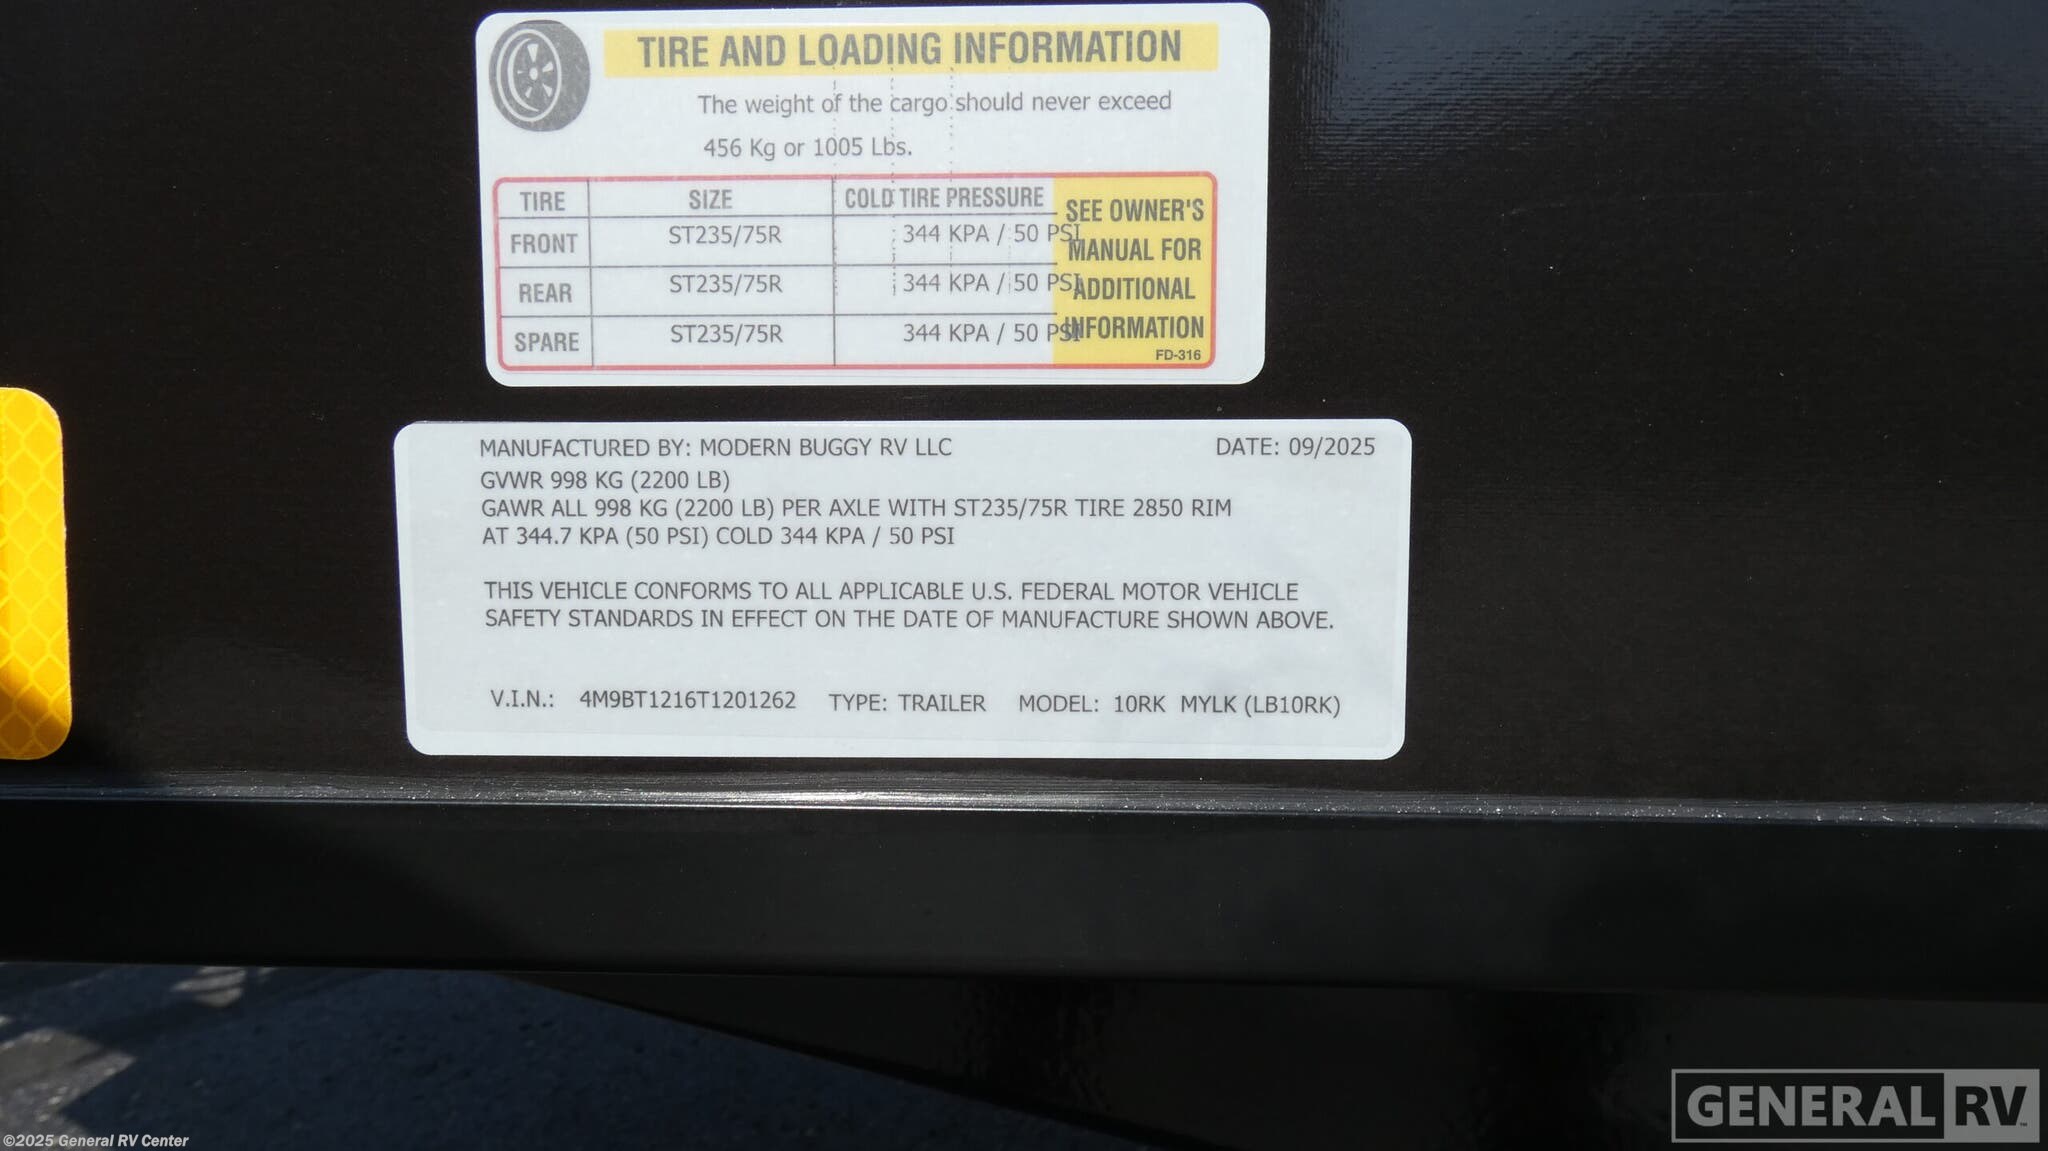 TIRE AND LOADING INFORMATION
The weight of the cargo should never exceed
456 Kg or 1005 Lbs.
TIRE SIZE COLD TIRE PRESSURE
FRONT ST235/75R 344 KPA / 50 PSI
REAR ST235/75R 344 KPA / 50 PSI
SPARE ST235/75R 344 KPA / 50 PSI
SEE OWNER'S
MANUAL FOR
ADDITIONAL
INFORMATION
FD-316
MANUFACTURED BY: MODERN BUGGY RV LLC DATE: 09/2025
GVWR 998 KG (2200 LB)
GAWR ALL 998 KG (2200 LB) PER AXLE WITH ST235/75R TIRE 2850 RIM
AT 344.7 KPA (50 PSI) COLD 344 KPA / 50 PSI
THIS VEHICLE CONFORMS TO ALL APPLICABLE U.S. FEDERAL MOTOR VEHICLE
SAFETY STANDARDS IN EFFECT ON THE DATE OF MANUFACTURE SHOWN ABOVE.
V.I.N.: 4M9BT1216T1201262 TYPE: TRAILER MODEL: 10RK MYLK (LB10RK)
GENERAL RV
©2025 General RV Center